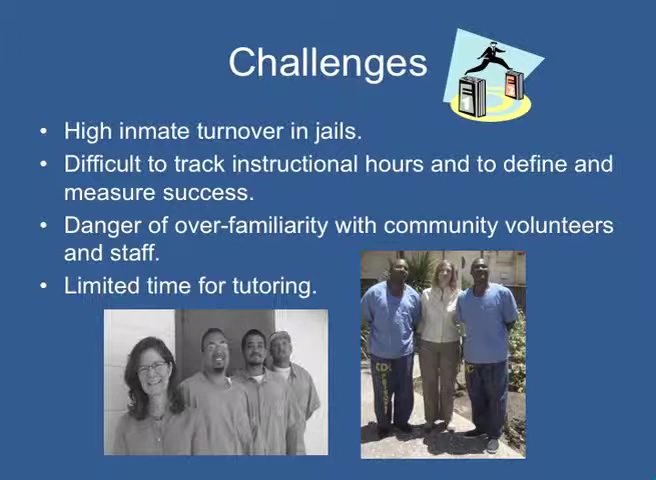 Challenges
• High inmate turnover in jails.
• Difficult to track instructional hours and to define and
measure success.
• Danger of over-familiarity with community volunteers
and staff.
• Limited time for tutoring.